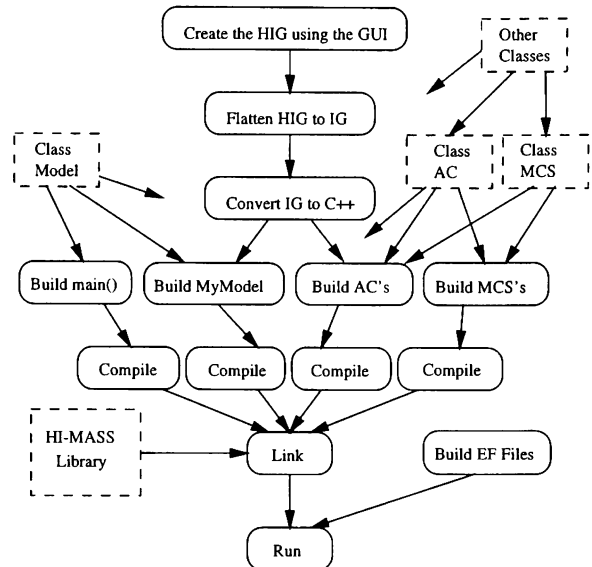 Create the HIG using the GUI
Other
Classes
Flatten HIG to IG
Class
Model
Class
AC
Class
MCS
Convert IG to C++
Build main()
Build MyModel
Build AC's
Build MCS's
Compile
Compile
Compile
Compile
HI-MASS
Library
Link
Build EF Files
Run